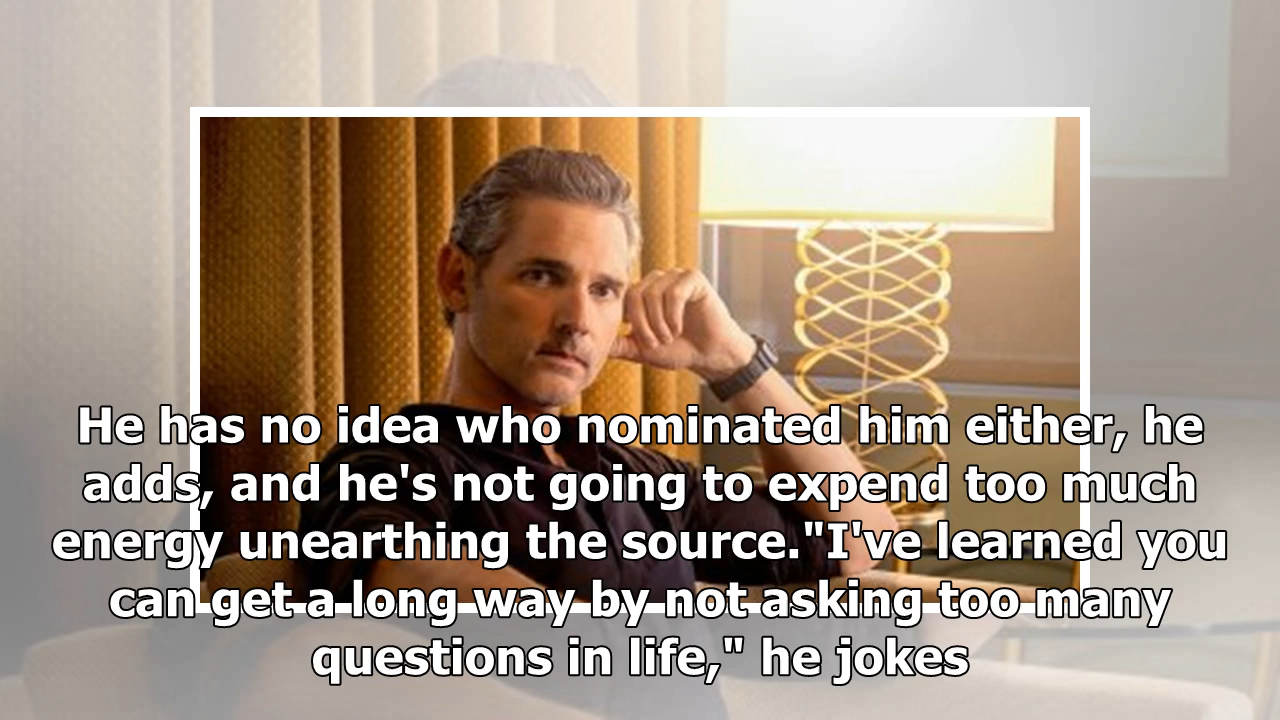 He has no idea who nominated him either, he
adds, and he's not going to expend too much
energy unearthing the source."I've learned you
can get a long way by not asking too many
questions in life," he jokes